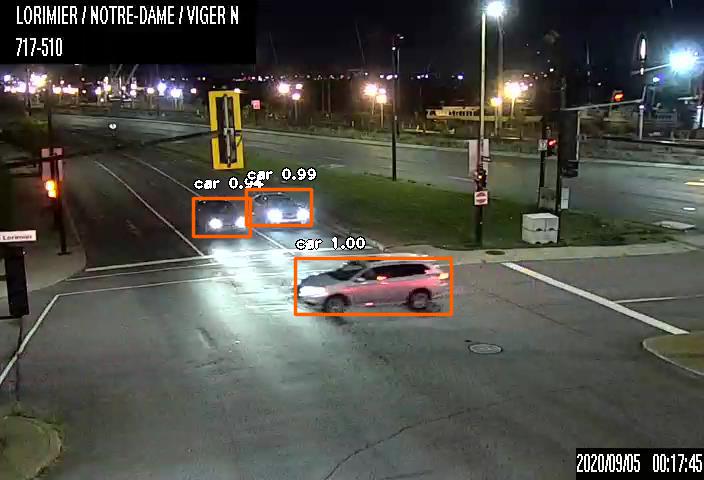 LORIMIER / NOTRE-DAME / VIGER N
717-510
car 0.94
car 0.99
car 1.00
Lorimier
2020/09/05 00:17:45